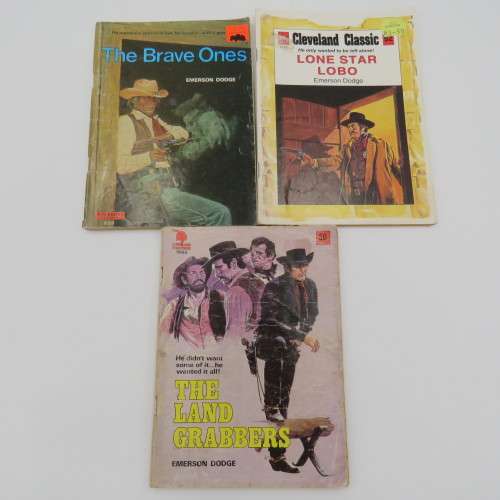 The Brave Ones
EMERSON DODGE
Cleveland Classic
He only wanted to be left alone!
LONE STAR
LOBO
Emerson Dodge
He didn't want
some of it...he
wanted it all!
THE
LAND
GRABBERS
EMERSON DODGE